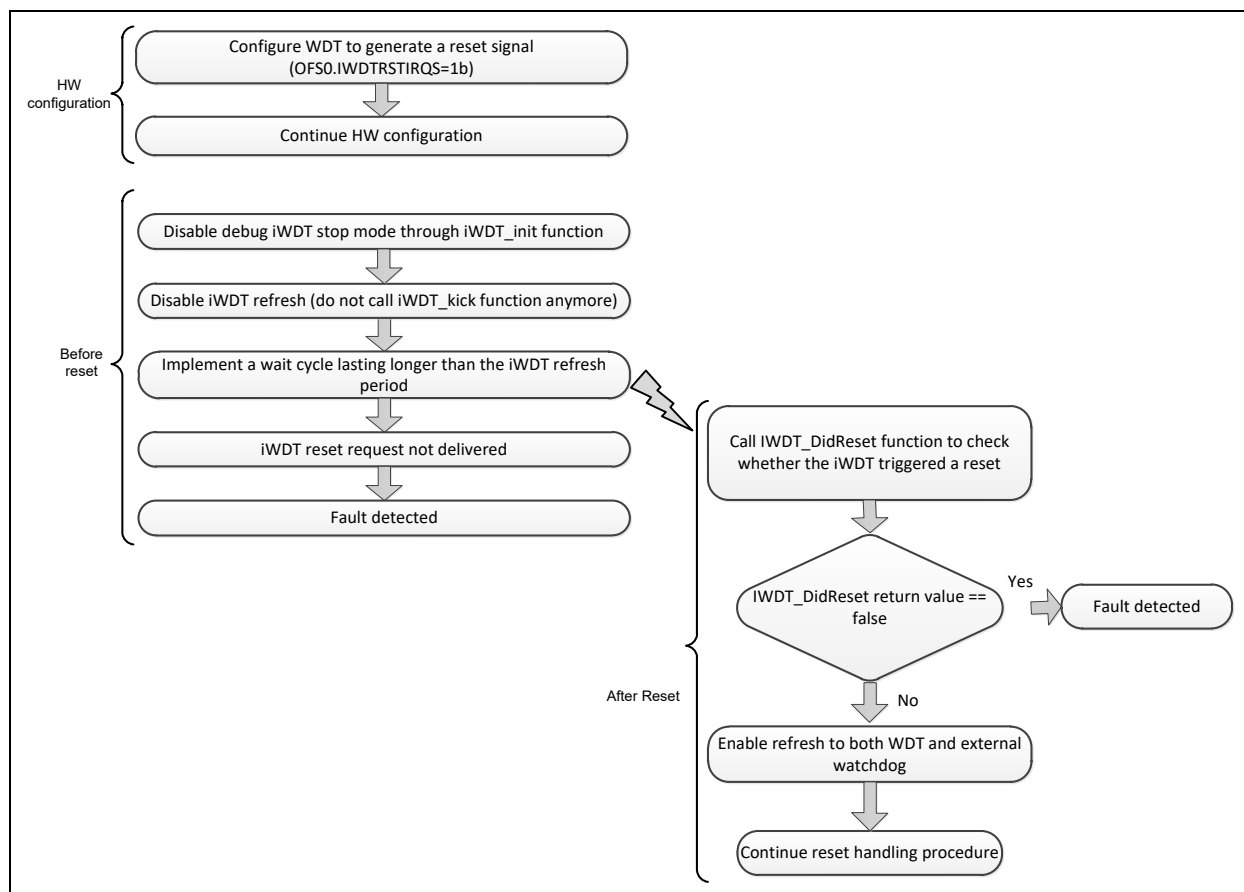 HW
configuration
Configure WDT to generate a reset signal
(OFS0.IWDTRSTIRQS=1b)
Continue HW configuration
Before
reset
Disable debug iWDT stop mode through iWDT_init function
Disable iWDT refresh (do not call iWDT_kick function anymore)
Implement a wait cycle lasting longer than the iWDT refresh
period
iWDT reset request not delivered
Fault detected
After Reset
Call IWDT_DidReset function to check
whether the iWDT triggered a reset
IWDT_DidReset return value ==
false
Yes
Fault detected
No
Enable refresh to both WDT and external
watchdog
Continue reset handling procedure